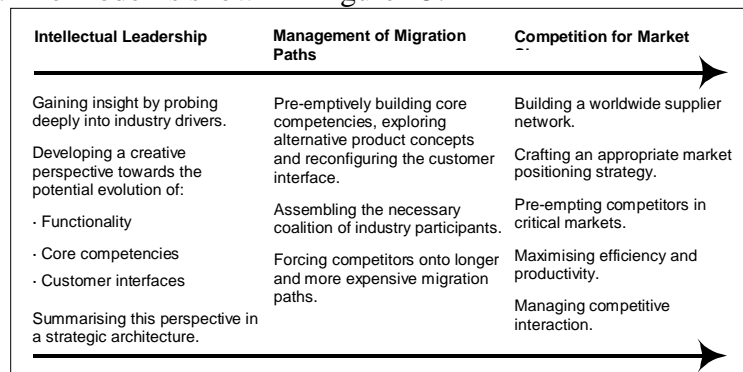 Intellectual Leadership
Management of Migration
Paths
Competition for Market
Gaining insight by probing
deeply into industry drivers.
Developing a creative
perspective towards the
potential evolution of:
· Functionality
· Core competencies
· Customer interfaces
Summarising this perspective in
a strategic architecture.
Pre-emptively building core
competencies, exploring
alternative product concepts
and reconfiguring the customer
interface.
Assembling the necessary
coalition of industry participants.
Forcing competitors onto longer
and more expensive migration
paths.
Building a worldwide supplier
network.
Crafting an appropriate market
positioning strategy.
Pre-empting competitors in
critical markets.
Maximising efficiency and
productivity.
Managing competitive
interaction.